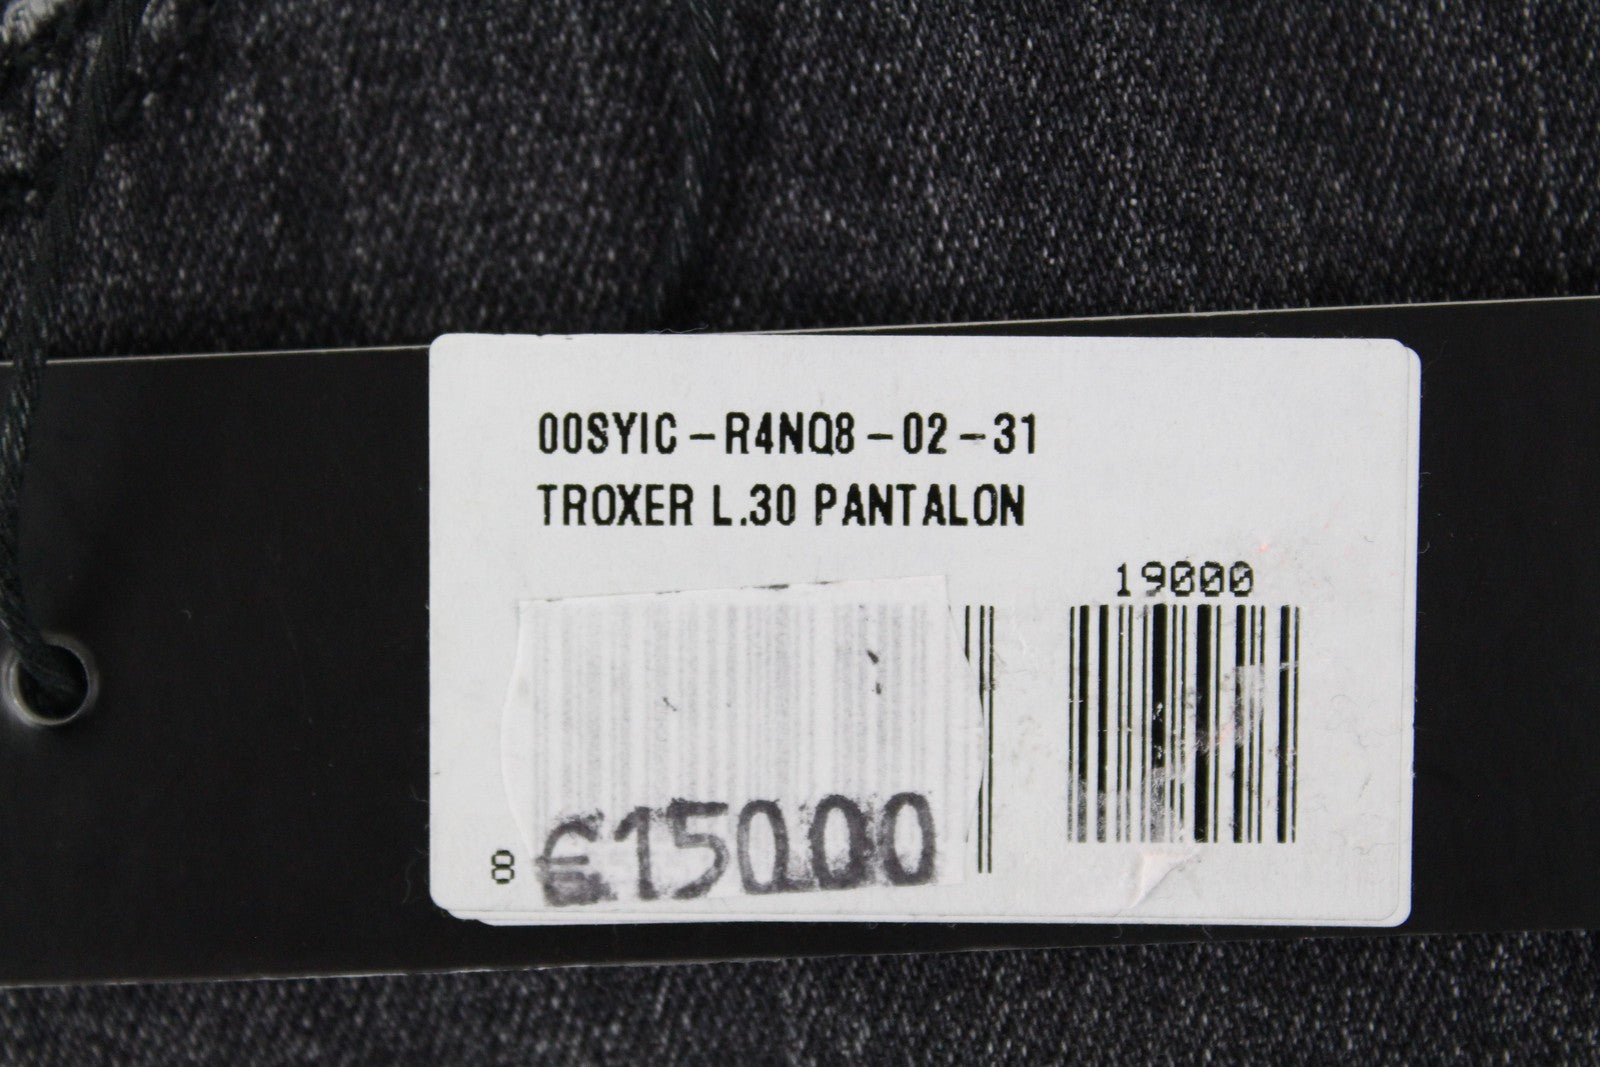 00SYIC-R4NQ8-02-31
TROXER L.30 PANTALON
19000
8
€150.00